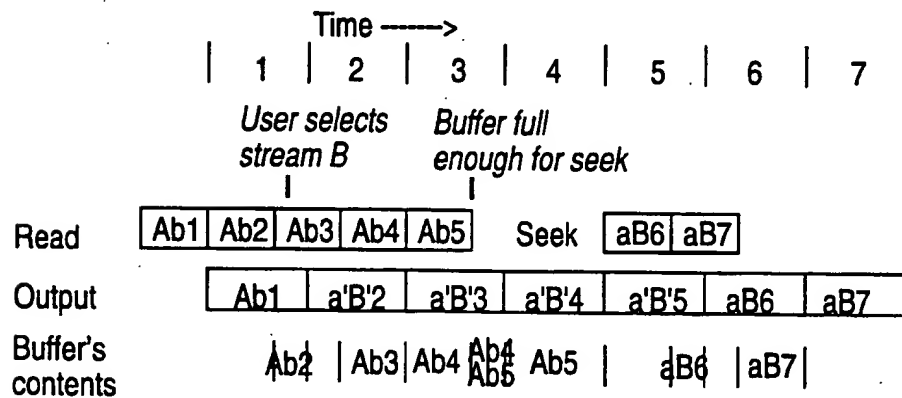 Time ------>
| 1 | 2 | 3 | 4 | 5 | 6 | 7
User selects Buffer full
stream B enough for seek
Read Ab1 Ab2 Ab3 Ab4 Ab5 Seek aB6 aB7
Output Ab1 a'B'2 a'B'3 a'B'4 a'B'5 aB6 aB7
Buffer's Ab2 Ab3 Ab4 Ab4 Ab5 aB6 aB7
contents Ab5